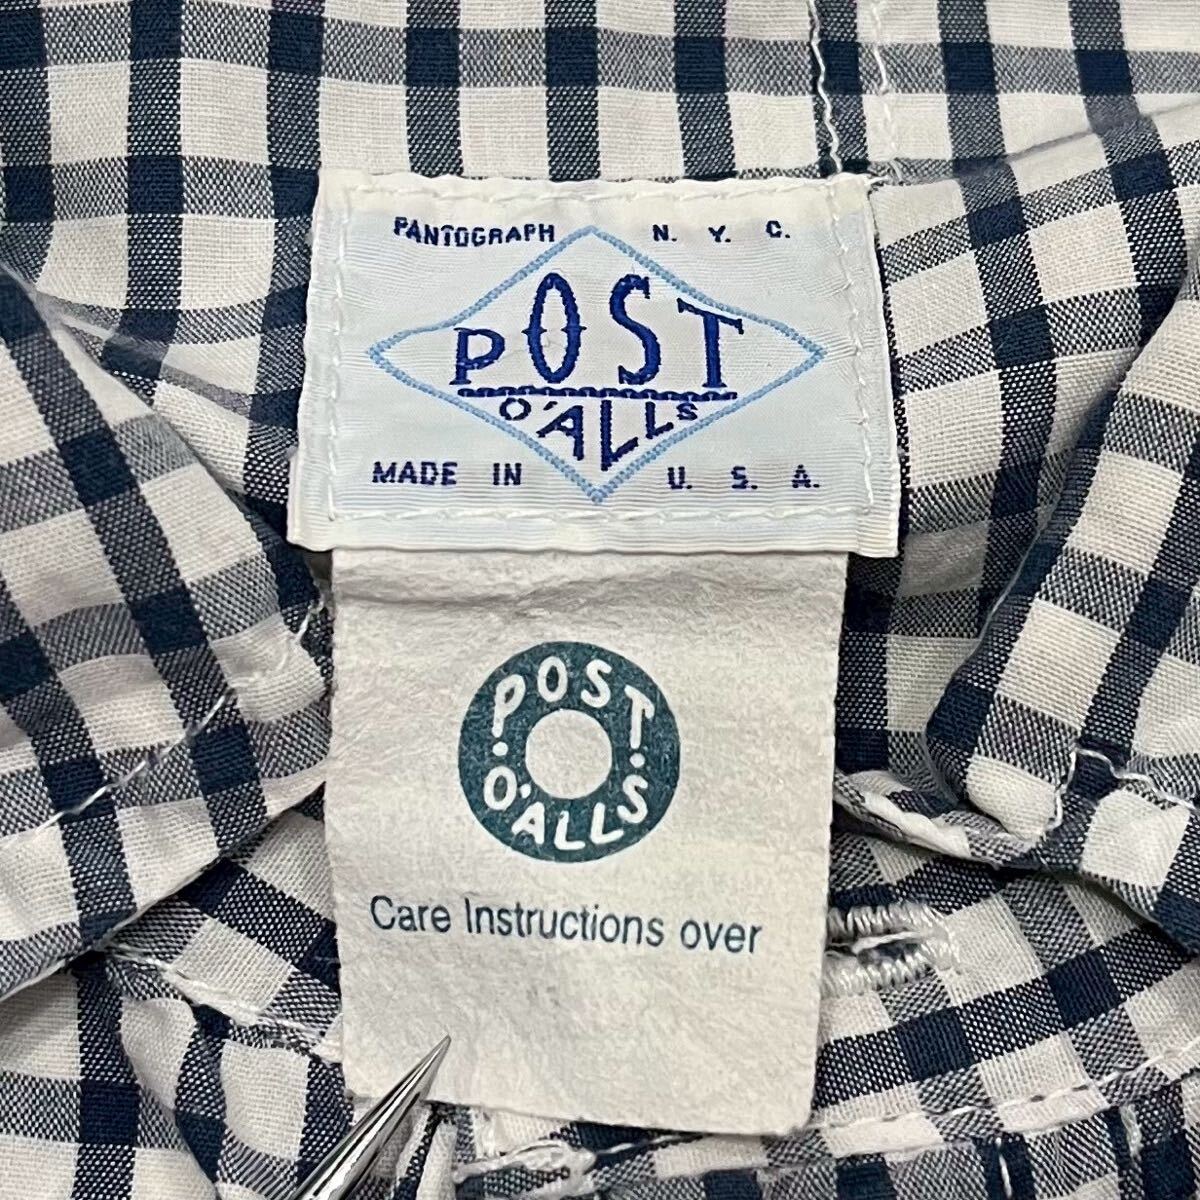 PANTOGRAPH N. Y. C.
POST
O'ALLS
MADE IN U. S. A.
POST
O'ALLS
Care Instructions over